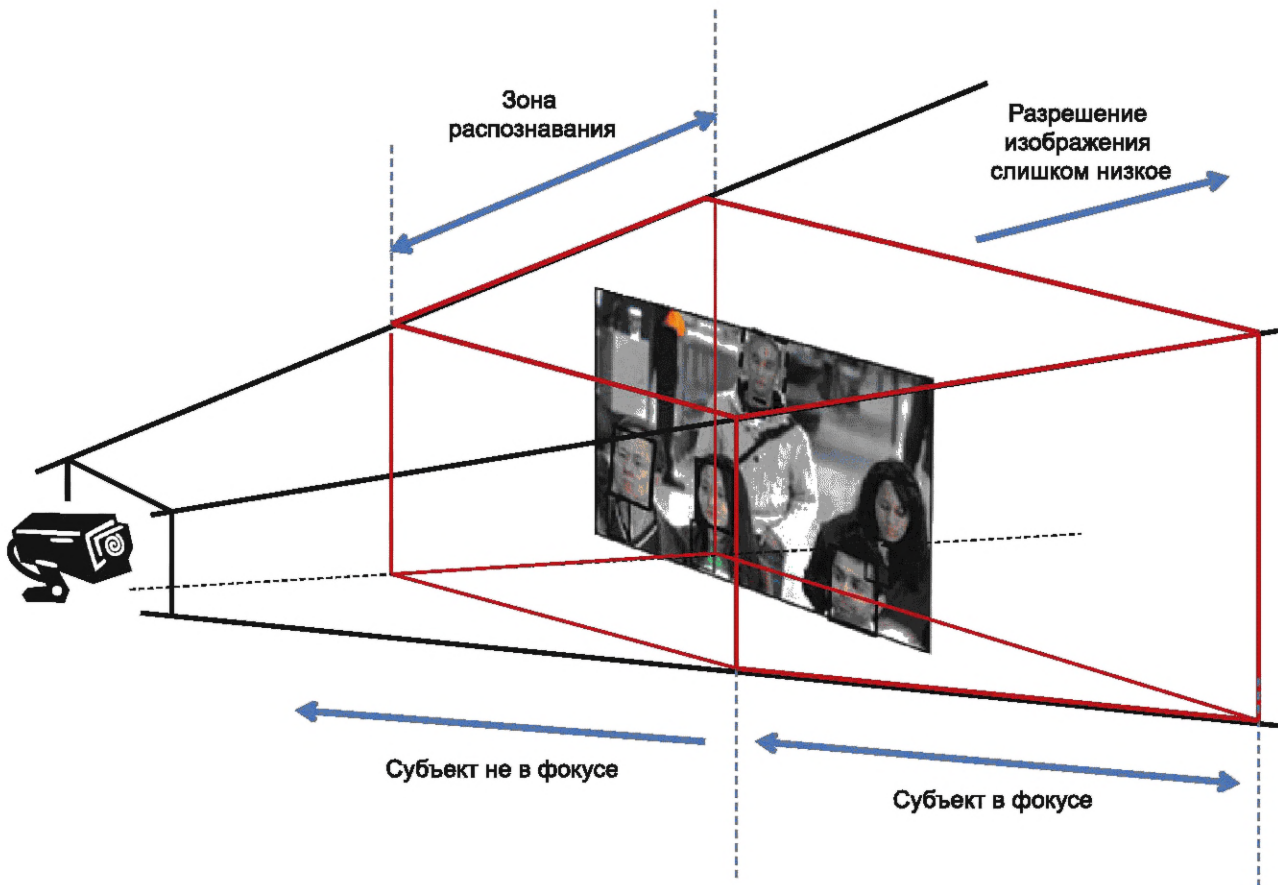 Зона
распознавания
Разрешение
изображения
слишком низкое
Субъект не в фокусе
Субъект в фокусе